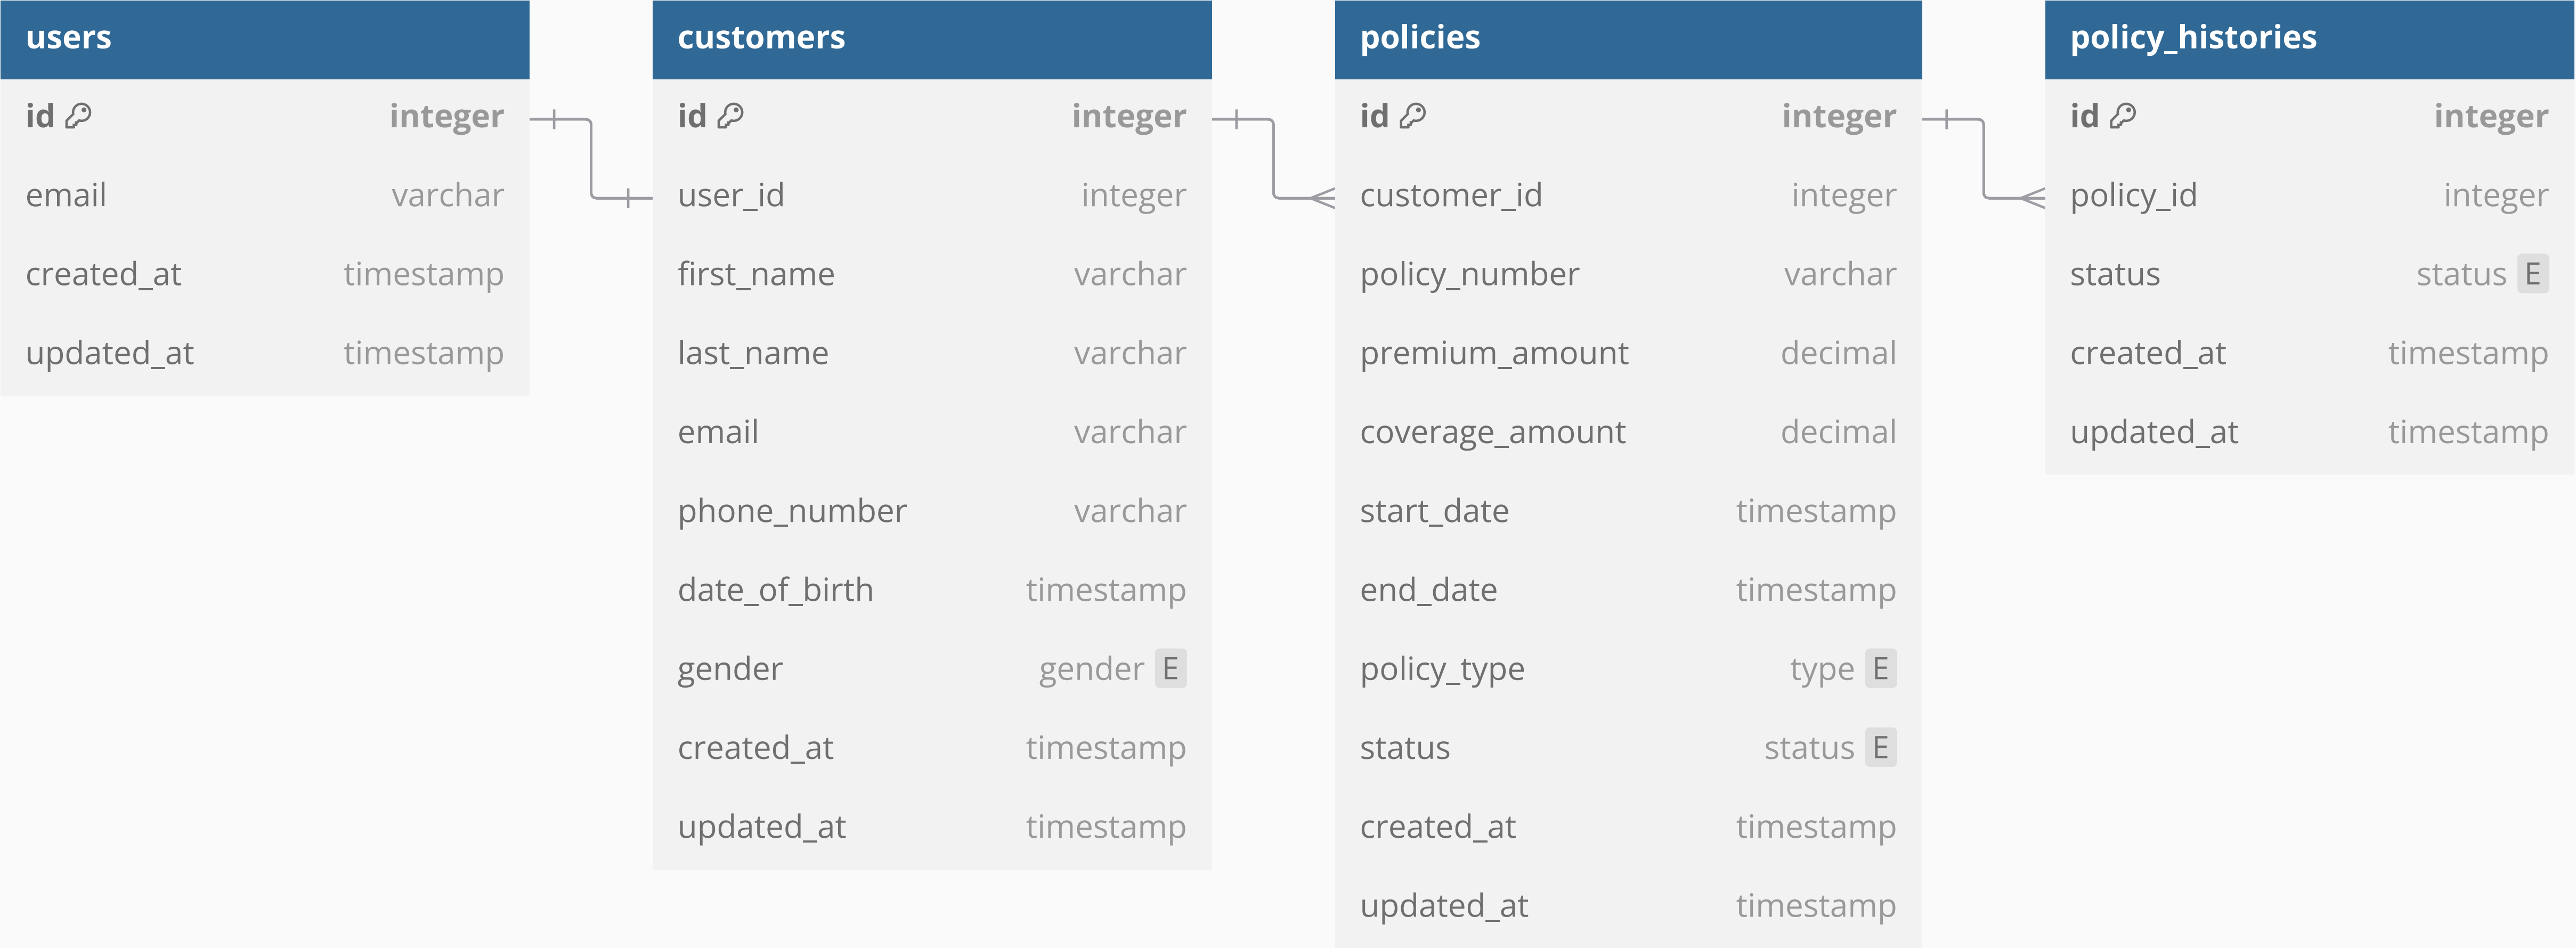 users
id integer
email varchar
created_at timestamp
updated_at timestamp
customers
id integer
user_id integer
first_name varchar
last_name varchar
email varchar
phone_number varchar
date_of_birth timestamp
gender gender E
created_at timestamp
updated_at timestamp
policies
id integer
customer_id integer
policy_number varchar
premium_amount decimal
coverage_amount decimal
start_date timestamp
end_date timestamp
policy_type type E
status status E
created_at timestamp
updated_at timestamp
policy_histories
id integer
policy_id integer
status status E
created_at timestamp
updated_at timestamp